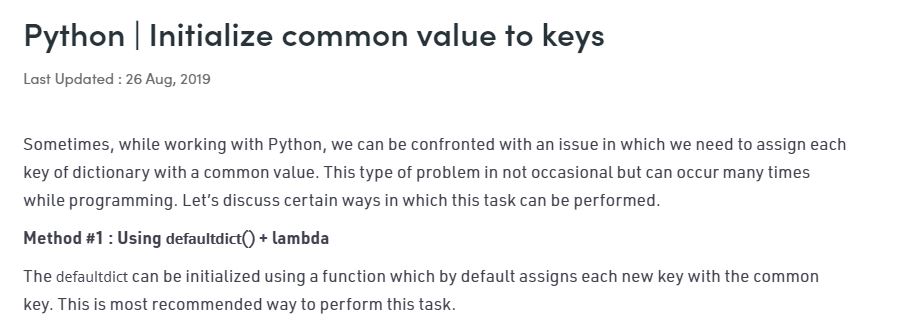 Python | Initialize common value to keys
Last Updated : 26 Aug, 2019
Sometimes, while working with Python, we can be confronted with an issue in which we need to assign each
key of dictionary with a common value. This type of problem in not occasional but can occur many times
while programming. Let’s discuss certain ways in which this task can be performed.
Method #1 : Using defaultdict() + lambda
The defaultdict can be initialized using a function which by default assigns each new key with the common
key. This is most recommended way to perform this task.